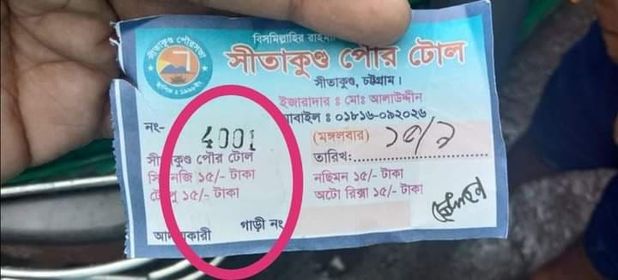 সীতাকুণ্ড পৌরসভা
বিসমিল্লাহির রাহমা
সীতাকুণ্ড পৌর টোল
সীতাকুণ্ড, চট্টগ্রাম।
ইজারাদার ঃ মোঃ আলাউদ্দীন
মোবাইল ঃ ০১৮১৬-০৯২০২৬
নং- 4001 (মঙ্গলবার)
সীতাকুণ্ড পৌর টোল তারিখ:
সিএনজি ১৫/- টাকা নছিমন ১৫/- টাকা
টেম্পু ১৫/- টাকা অটো রিক্সা ১৫/- টাকা
আদায়কারী গাড়ী নং